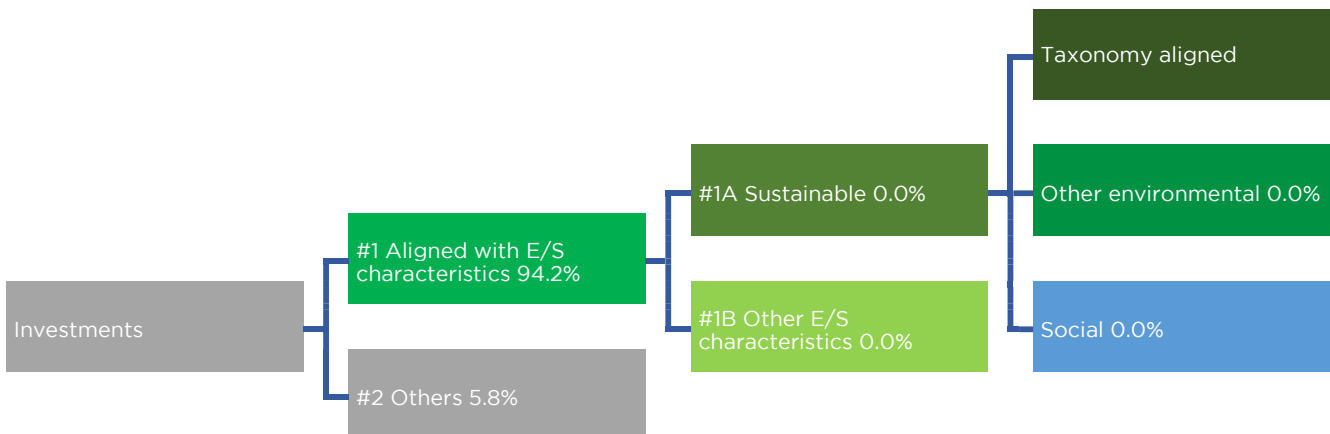 Taxonomy aligned
#1A Sustainable 0.0%
Other environmental 0.0%
#1 Aligned with E/S
characteristics 94.2%
Investments
#1B Other E/S
characteristics 0.0%
Social 0.0%
#2 Others 5.8%